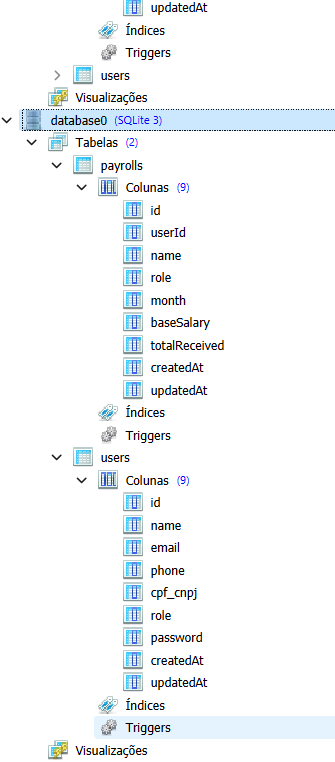 updatedAt
Índices
Triggers
users
Visualizações
database0 (SQLite 3)
Tabelas (2)
payrolls
Colunas (9)
id
userId
name
role
month
baseSalary
totalReceived
createdAt
updatedAt
Índices
Triggers
users
Colunas (9)
id
name
email
phone
cpf_cnpj
role
password
createdAt
updatedAt
Índices
Triggers
Visualizações